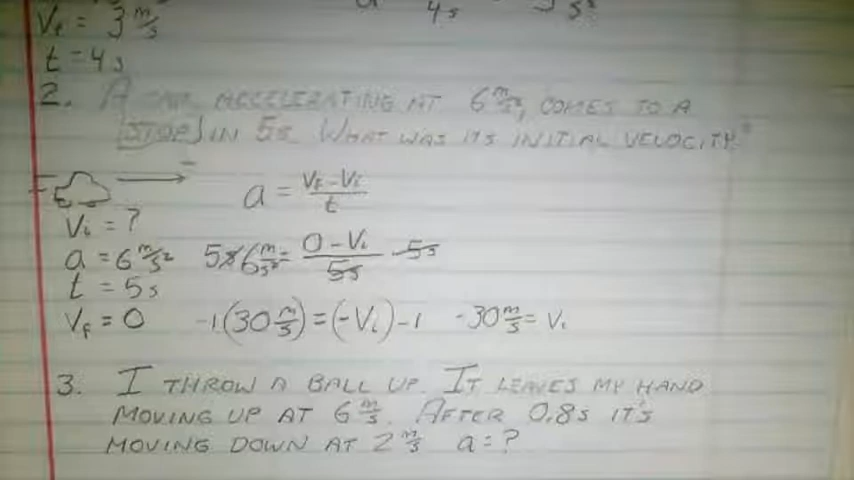 Vf = 3 m/s
4s
t = 4s
2. A CAR ACCELERATING AT 6 m/s², COMES TO A
STOP IN 5s. WHAT WAS ITS INITIAL VELOCITY?
a = Vf - Vi / t
Vi = ?
a = 6 m/s² 5s 6 m/s² = 0 - Vi / 5s 5s
t = 5s
Vf = 0 -1(30 m/s) = (-Vi) -1 -30 m/s = Vi
3. I THROW A BALL UP. IT LEAVES MY HAND
MOVING UP AT 6 m/s. AFTER 0.8s IT'S
MOVING DOWN AT 2 m/s a = ?